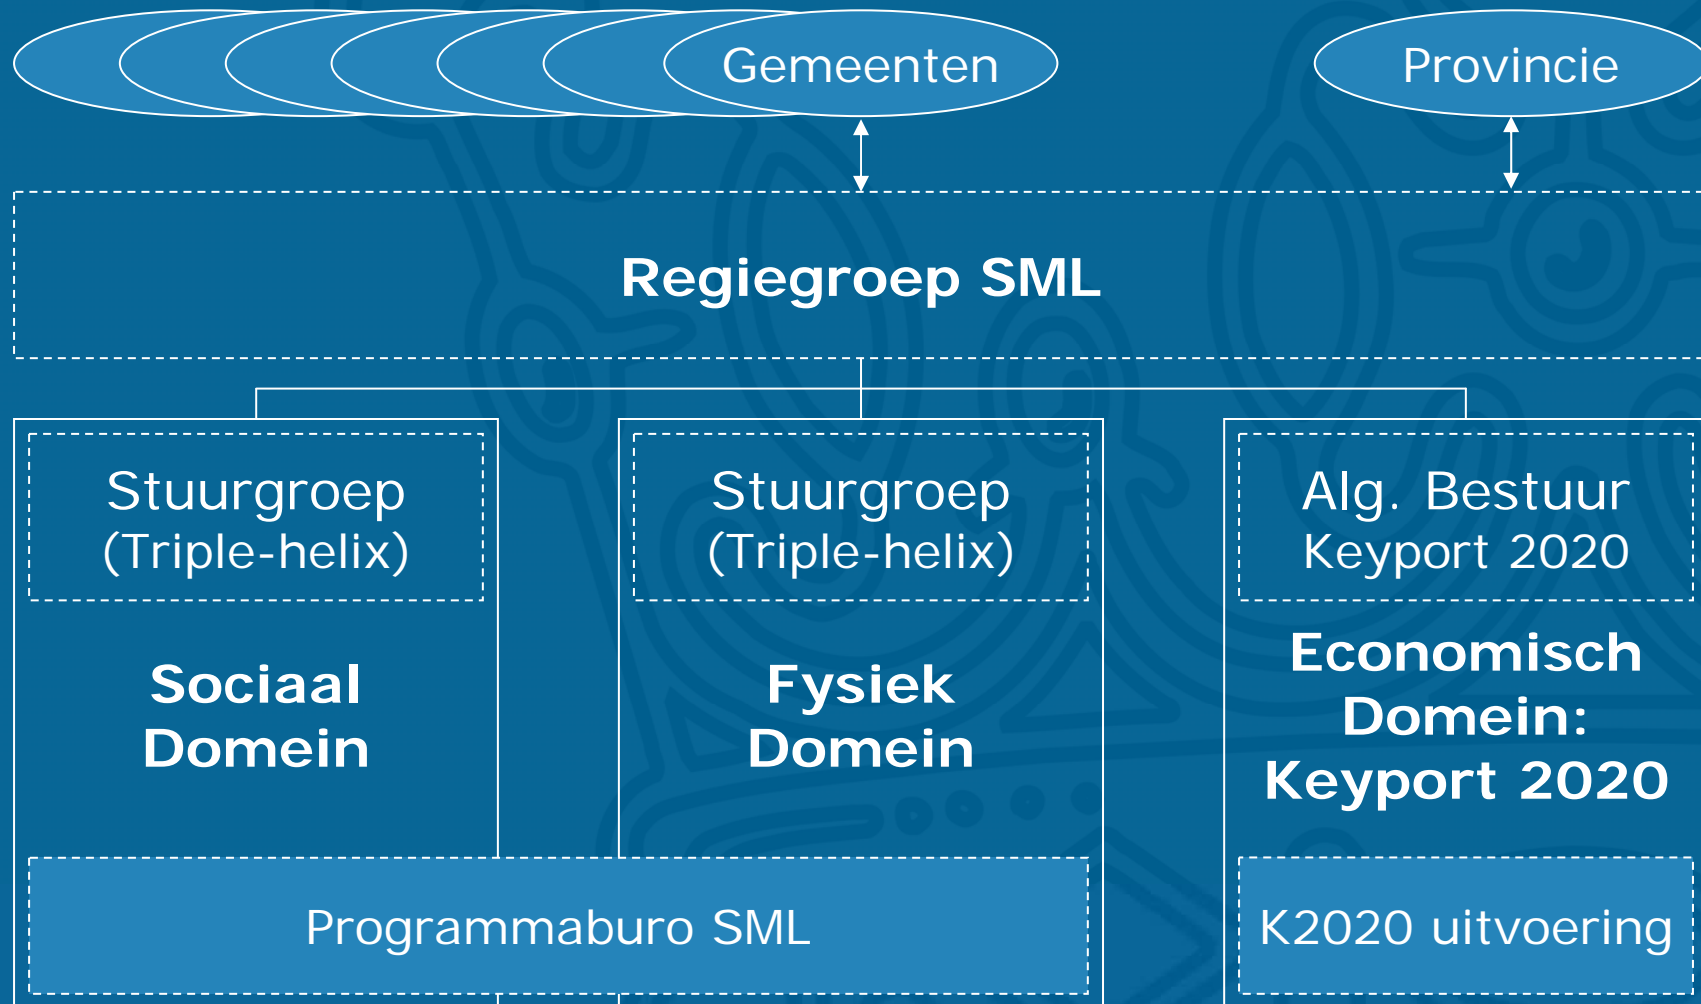 Gemeenten
Provincie
Regiegroep SML
Stuurgroep
(Triple-helix)
Sociaal
Domein
Stuurgroep
(Triple-helix)
Fysiek
Domein
Alg. Bestuur
Keyport 2020
Economisch
Domein:
Keyport 2020
Programmaburo SML
K2020 uitvoering